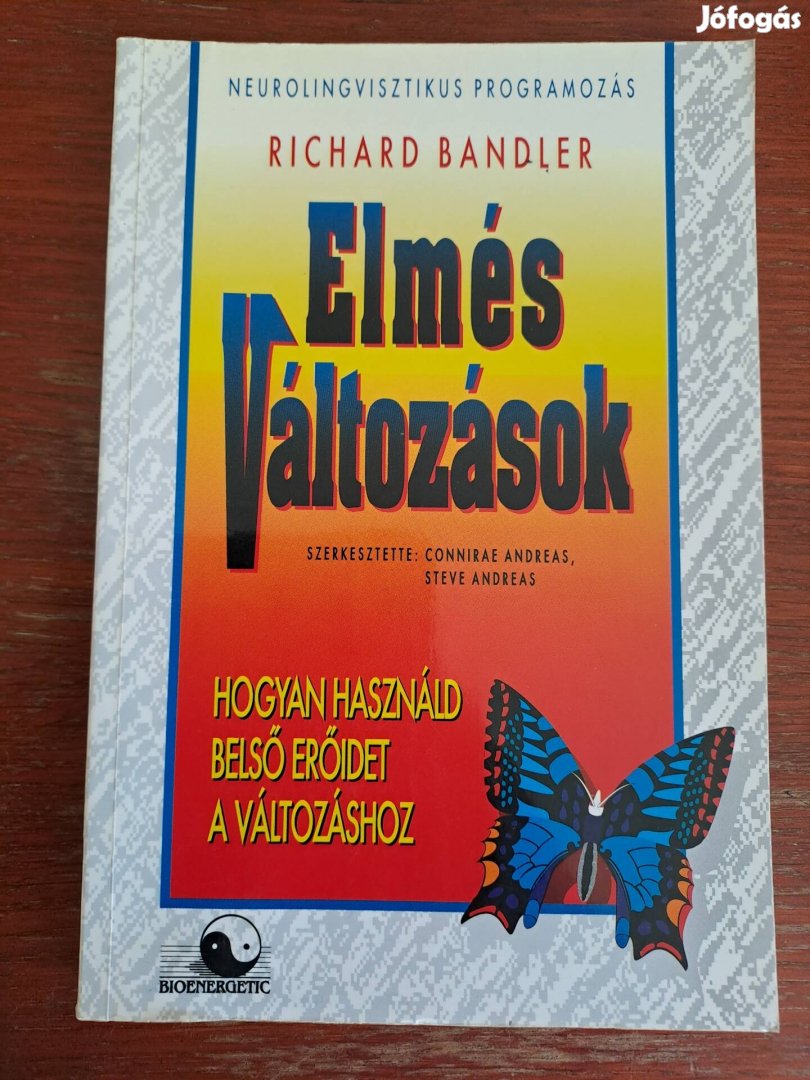 Jófogás
NEUROLINGVISZTIKUS PROGRAMOZÁS
RICHARD BANDLER
Elmés
Változások
SZERKESZTETTE: CONNIRAE ANDREAS,
STEVE ANDREAS
HOGYAN HASZNÁLD
BELSŐ ERŐIDET
A VÁLTOZÁSHOZ
BIOENERGETIC